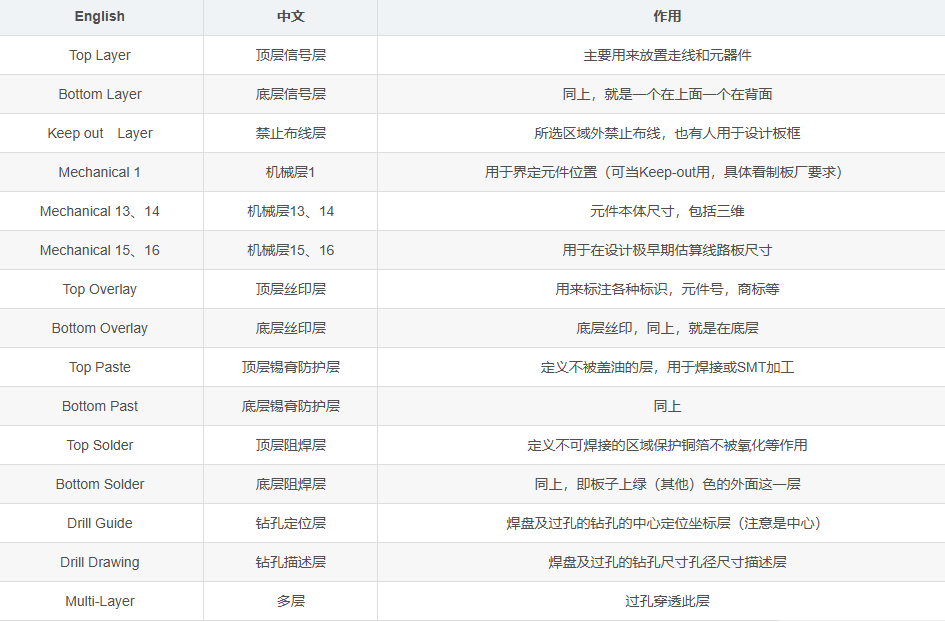 English 中文 作用
Top Layer 顶层信号层 主要用来放置走线和元器件
Bottom Layer 底层信号层 同上，就是一个在上面一个在背面
Keep out Layer 禁止布线层 所选区域外禁止布线，也有人用于设计板框
Mechanical 1 机械层1 用于界定元件位置（可当Keep-out用，具体看制板厂要求）
Mechanical 13、14 机械层13、14 元件本体尺寸，包括三维
Mechanical 15、16 机械层15、16 用于在设计极早期估算线路板尺寸
Top Overlay 顶层丝印层 用来标注各种标识，元件号，商标等
Bottom Overlay 底层丝印层 底层丝印，同上，就是在底层
Top Paste 顶层锡膏防护层 定义不被盖油的层，用于焊接或SMT加工
Bottom Past 底层锡膏防护层 同上
Top Solder 顶层阻焊层 定义不可焊接的区域保护铜箔不被氧化等作用
Bottom Solder 底层阻焊层 同上，即板子上绿（其他）色的外面这一层
Drill Guide 钻孔定位层 焊盘及过孔的钻孔的中心定位坐标层（注意是中心）
Drill Drawing 钻孔描述层 焊盘及过孔的钻孔尺寸孔径尺寸描述层
Multi-Layer 多层 过孔穿透此层